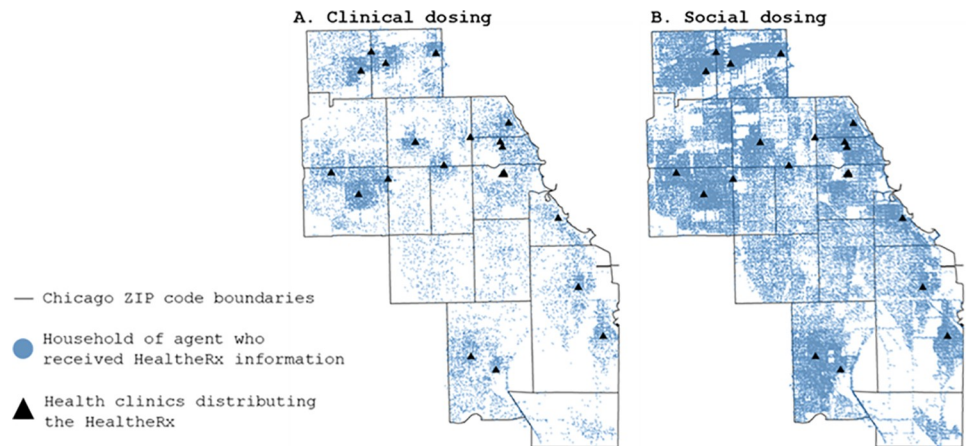 A. Clinical dosing
B. Social dosing
Chicago ZIP code boundaries
Household of agent who
received HealtheRx information
Health clinics distributing
the HealtheRx